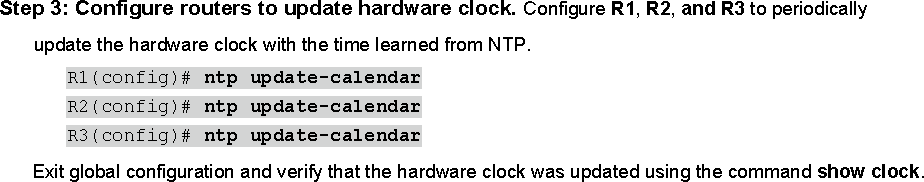 Step 3: Configure routers to update hardware clock. Configure R1, R2, and R3 to periodically
update the hardware clock with the time learned from NTP.
R1(config)# ntp update-calendar
R2(config)# ntp update-calendar
R3(config)# ntp update-calendar
Exit global configuration and verify that the hardware clock was updated using the command show clock.